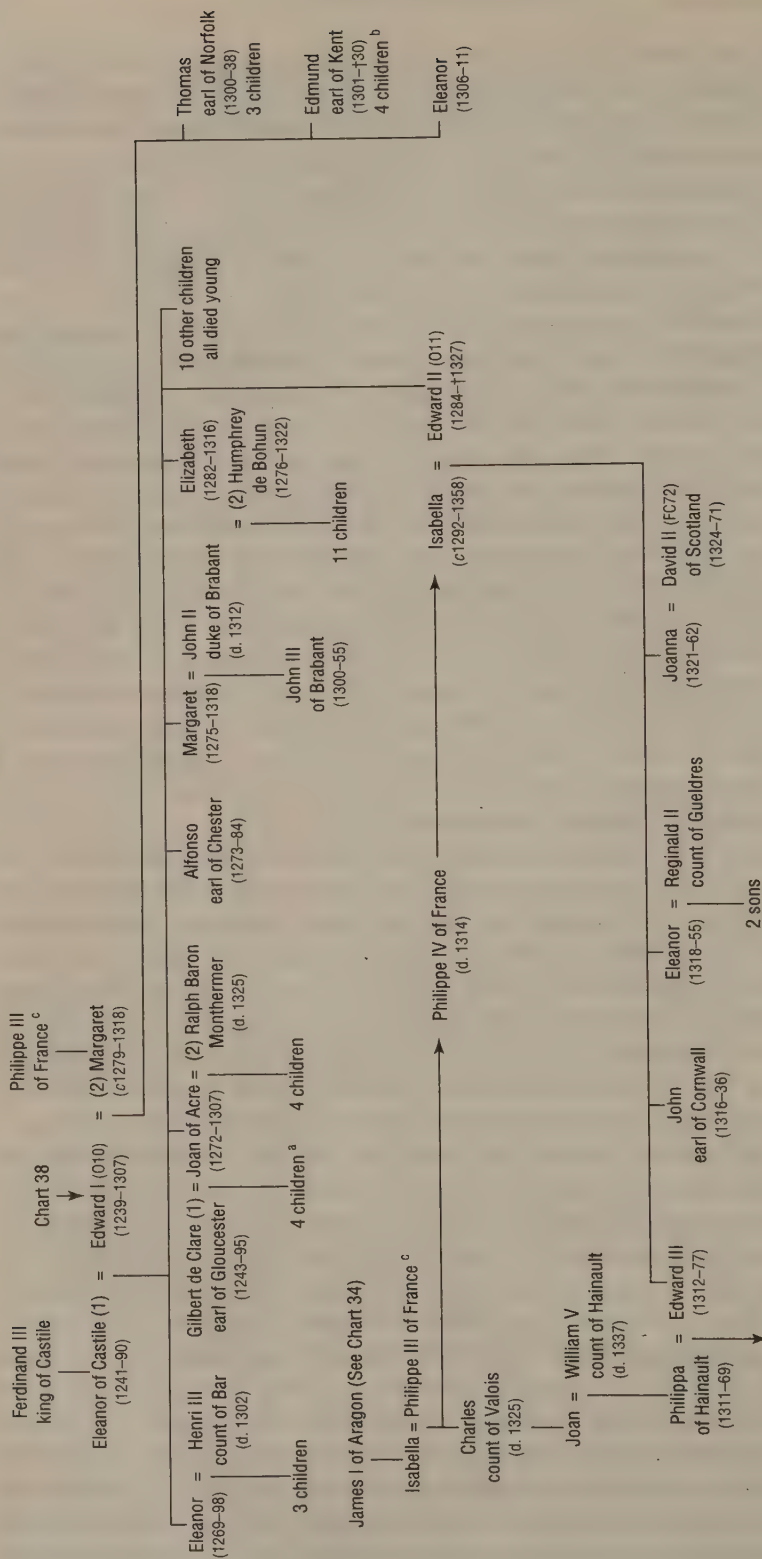 Ferdinand III
king of Castile
Chart 38
Philippe III
of France c
Eleanor of Castile (1) = Edward I (O10) = (2) Margaret
(1241–90)
(1239–1307)
(c1279–1318)
Thomas
earl of Norfolk
(1300–38)
3 children
Edmund
earl of Kent
(1301–†30)
4 children b
Eleanor
(1306–11)
Eleanor = Henri III
(1269–98)
count of Bar
(d. 1302)
3 children
Gilbert de Clare (1) = Joan of Acre = (2) Ralph Baron
earl of Gloucester
(1243–95)
(1272–1307)
Monthermer
(d. 1325)
4 children a
4 children
Alfonso
earl of Chester
(1273–84)
Margaret = John II
(1275–1318)
duke of Brabant
(d. 1312)
John III
of Brabant
(1300–55)
Elizabeth
(1282–1316)
= (2) Humphrey
de Bohun
(1276–1322)
11 children
10 other children
all died young
James I of Aragon (See Chart 34)
Isabella = Philippe III of France c
Charles
count of Valois
(d. 1325)
Philippe IV of France
(d. 1314)
Isabella = Edward II (O11)
(c1292–1358)
(1284–†1327)
Joan = William V
count of Hainault
(d. 1337)
Philippa = Edward III
of Hainault
(1311–69)
(1312–77)
John
earl of Cornwall
(1316–36)
Eleanor = Reginald II
(1318–55)
count of Gueldres
2 sons
Joanna = David II (FC72)
(1321–62)
of Scotland
(1324–71)